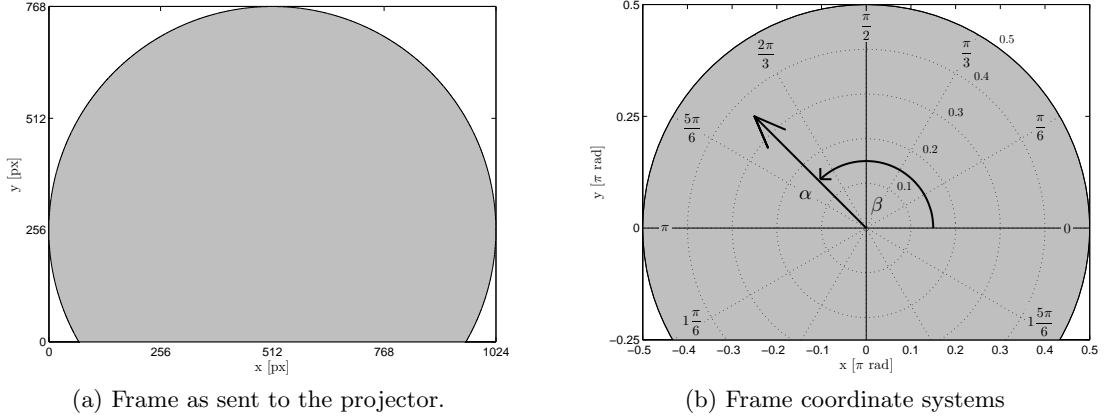 768
512
256
0
0 256 512 768 1024
x [px]
y [px]
(a) Frame as sent to the projector.
0.5
0.25
0
−0.25
−0.5 −0.4 −0.3 −0.2 −0.1 0 0.1 0.2 0.3 0.4 0.5
x [π rad]
y [π rad]
π/2
2π/3
π/3
0.5
0.4
5π/6
0.3
π/6
0.2
α
0.1
β
π
0
1π/6
1 5π/6
(b) Frame coordinate systems